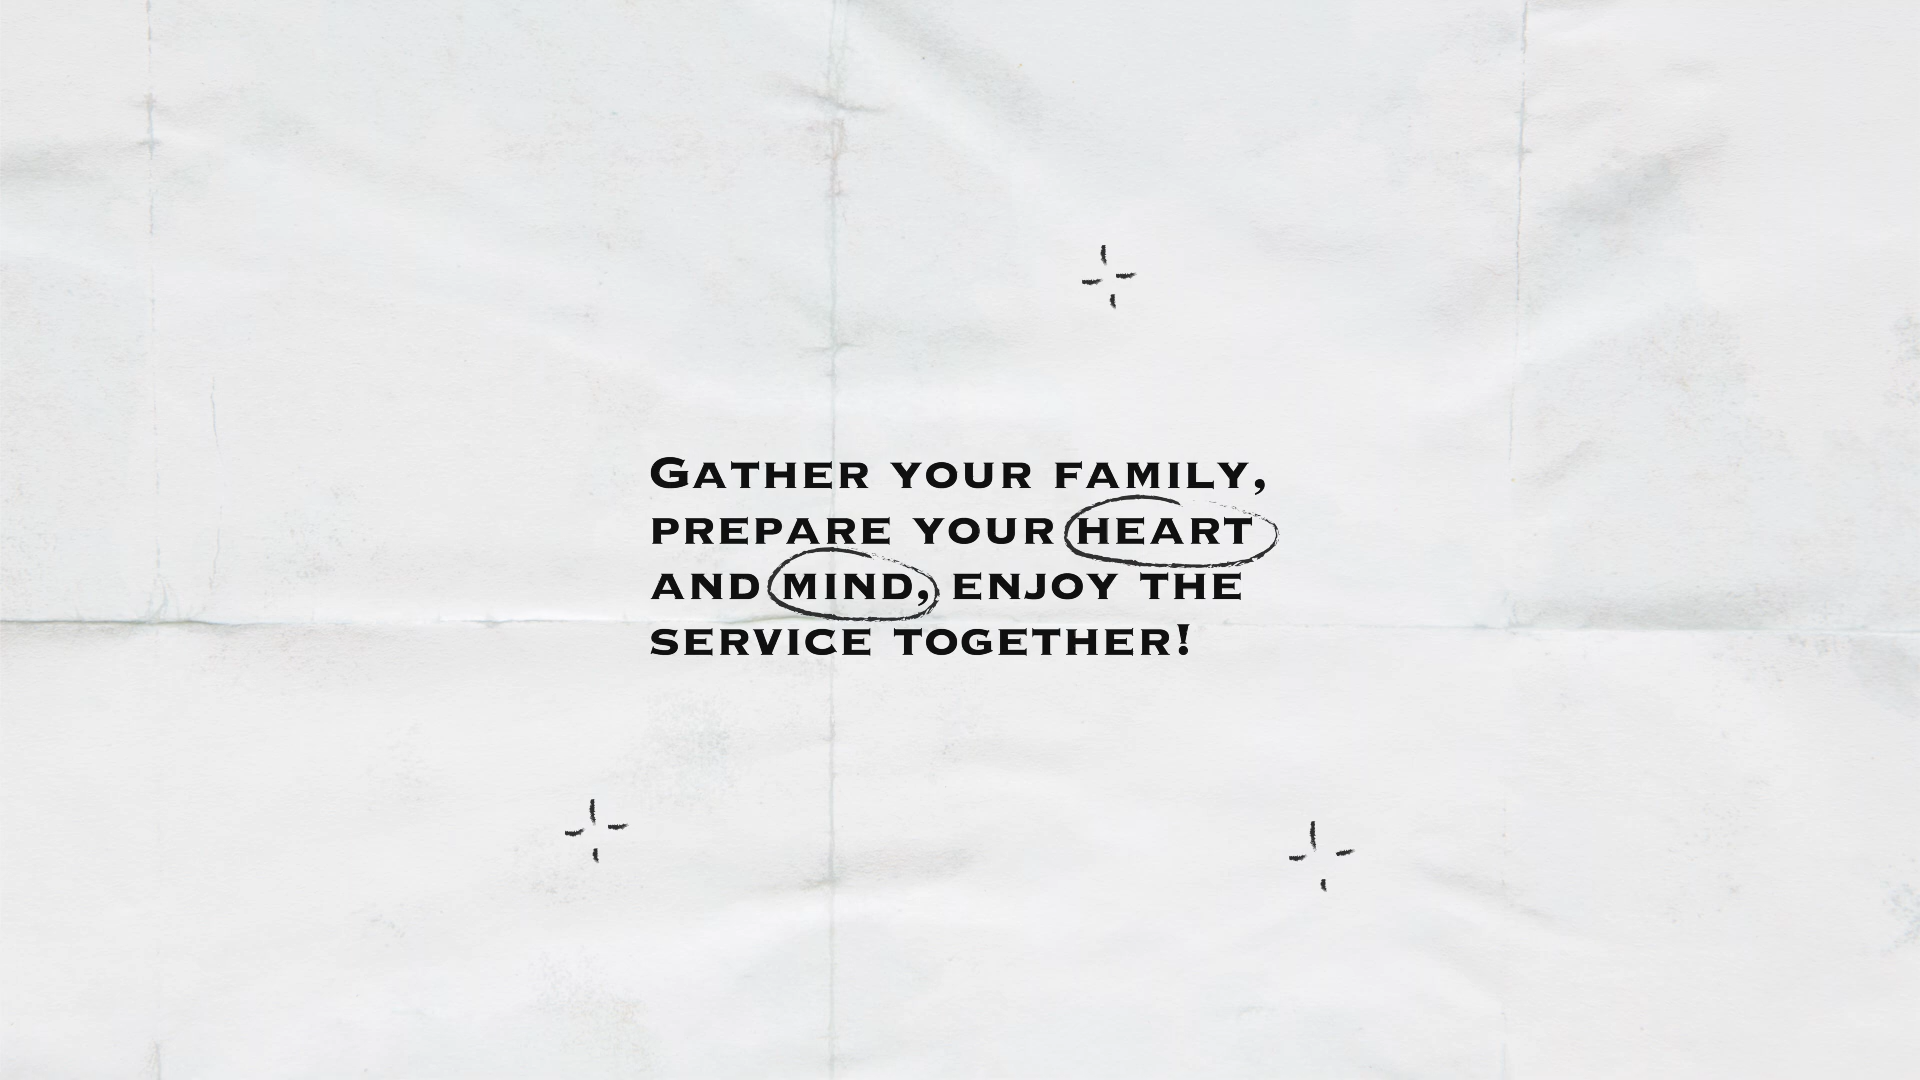 Gather your family,
prepare your heart
and mind, enjoy the
service together!